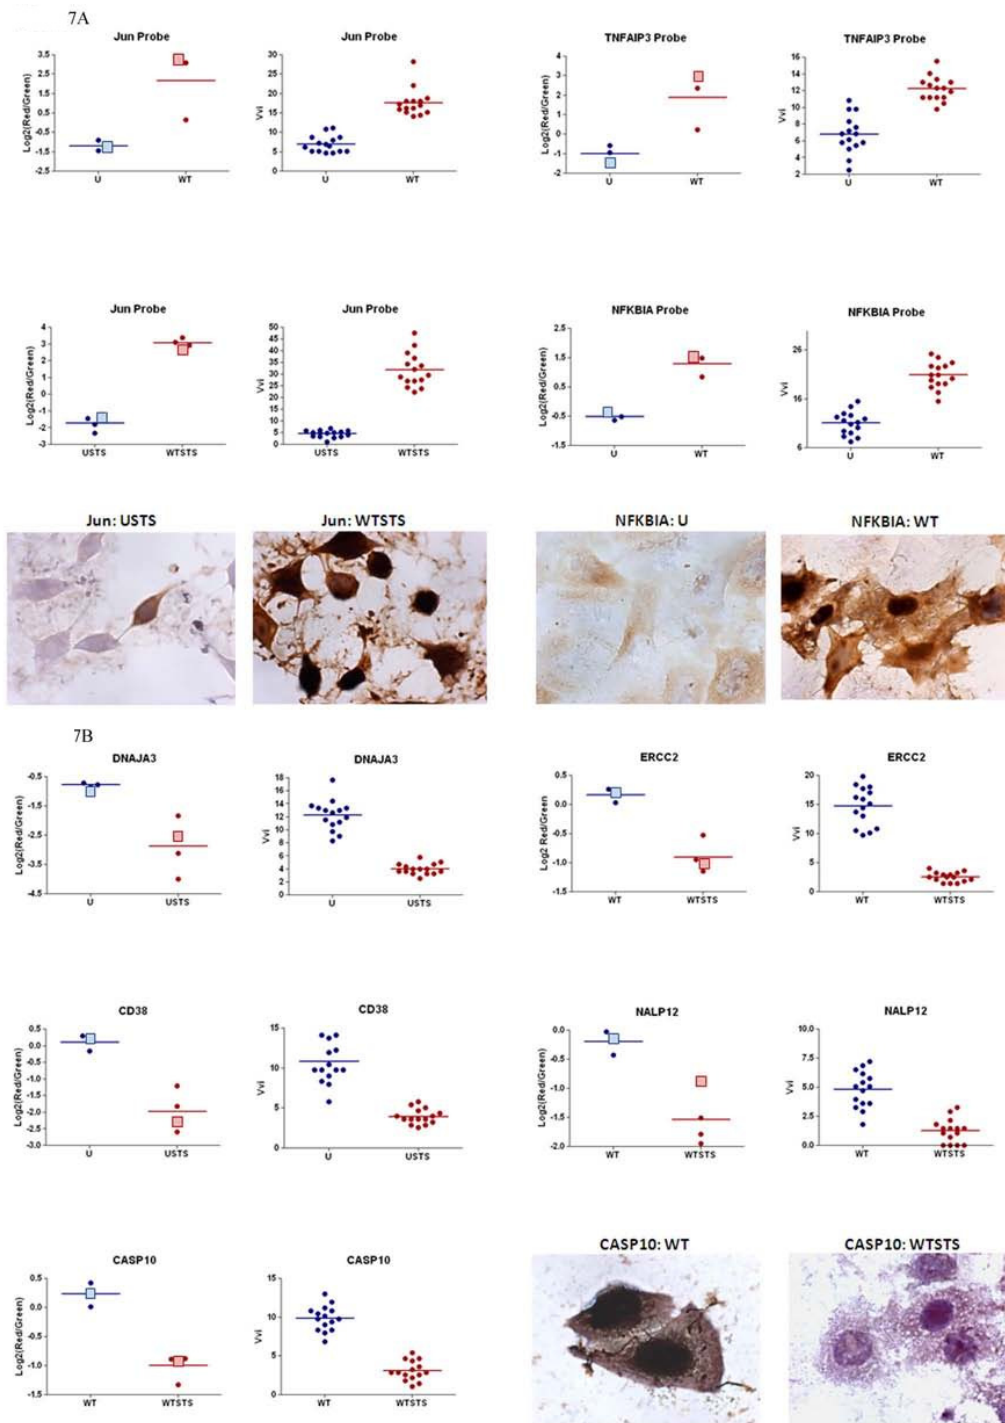 7A
Jun Probe
Log2(Red/Green)
3.5
2.5
1.5
0.5
-0.5
-1.5
-2.5
U
WT
Jun Probe
Vvi
30
25
20
15
10
5
0
U
WT
TNFAIP3 Probe
Log2(Red/Green)
4
3
2
1
0
-1
-2
U
WT
TNFAIP3 Probe
Vvi
16
14
12
10
8
6
4
2
U
WT
Jun Probe
Log2(Red/Green)
4
3
2
1
0
-1
-2
-3
USTS
WTSTS
Jun Probe
Vvi
50
45
40
35
30
25
20
15
10
5
0
USTS
WTSTS
NFKBIA Probe
Log2(Red/Green)
2.5
1.5
0.5
-0.5
-1.5
U
WT
NFKBIA Probe
Vvi
26
16
6
U
WT
Jun: USTS
Jun: WTSTS
NFKBIA: U
NFKBIA: WT
7B
DNAJA3
Log2(Red/Green)
-0.5
-1.5
-2.5
-3.5
-4.5
U
USTS
DNAJA3
Vvi
18
16
14
12
10
8
6
4
2
0
U
USTS
ERCC2
Log2 Red/Green)
0.5
0.0
-0.5
-1.0
-1.5
WT
WTSTS
ERCC2
Vvi
20
15
10
5
0
WT
WTSTS
CD38
Log2(Red/Green)
0.5
0.0
-0.5
-1.0
-1.5
-2.0
-2.5
-3.0
U
USTS
CD38
Vvi
15
10
5
0
U
USTS
NALP12
Log2(Red/Green)
0.0
-0.5
-1.0
-1.5
-2.0
WT
WTSTS
NALP12
Vvi
10.0
7.5
5.0
2.5
0.0
WT
WTSTS
CASP10
Log2(Red/Green)
0.5
0.0
-0.5
-1.0
-1.5
WT
WTSTS
CASP10
Vvi
15
10
5
0
WT
WTSTS
CASP10: WT
CASP10: WTSTS